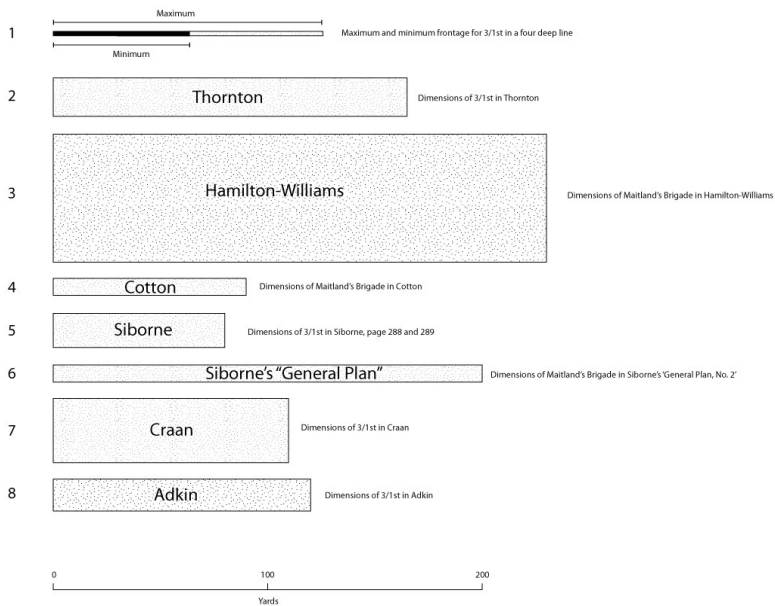 Maximum
1
Maximum and minimum frontage for 3/1st in a four deep line
Minimum
2
Thornton
Dimensions of 3/1st in Thornton
3
Hamilton-Williams
Dimensions of Maitland's Brigade in Hamilton-Williams
4
Cotton
Dimensions of Maitland's Brigade in Cotton
5
Siborne
Dimensions of 3/1st in Siborne, page 288 and 289
6
Siborne's "General Plan"
Dimensions of Maitland's Brigade in Siborne's 'General Plan, No. 2'
7
Craan
Dimensions of 3/1st in Craan
8
Adkin
Dimensions of 3/1st in Adkin
0 100 200
Yards